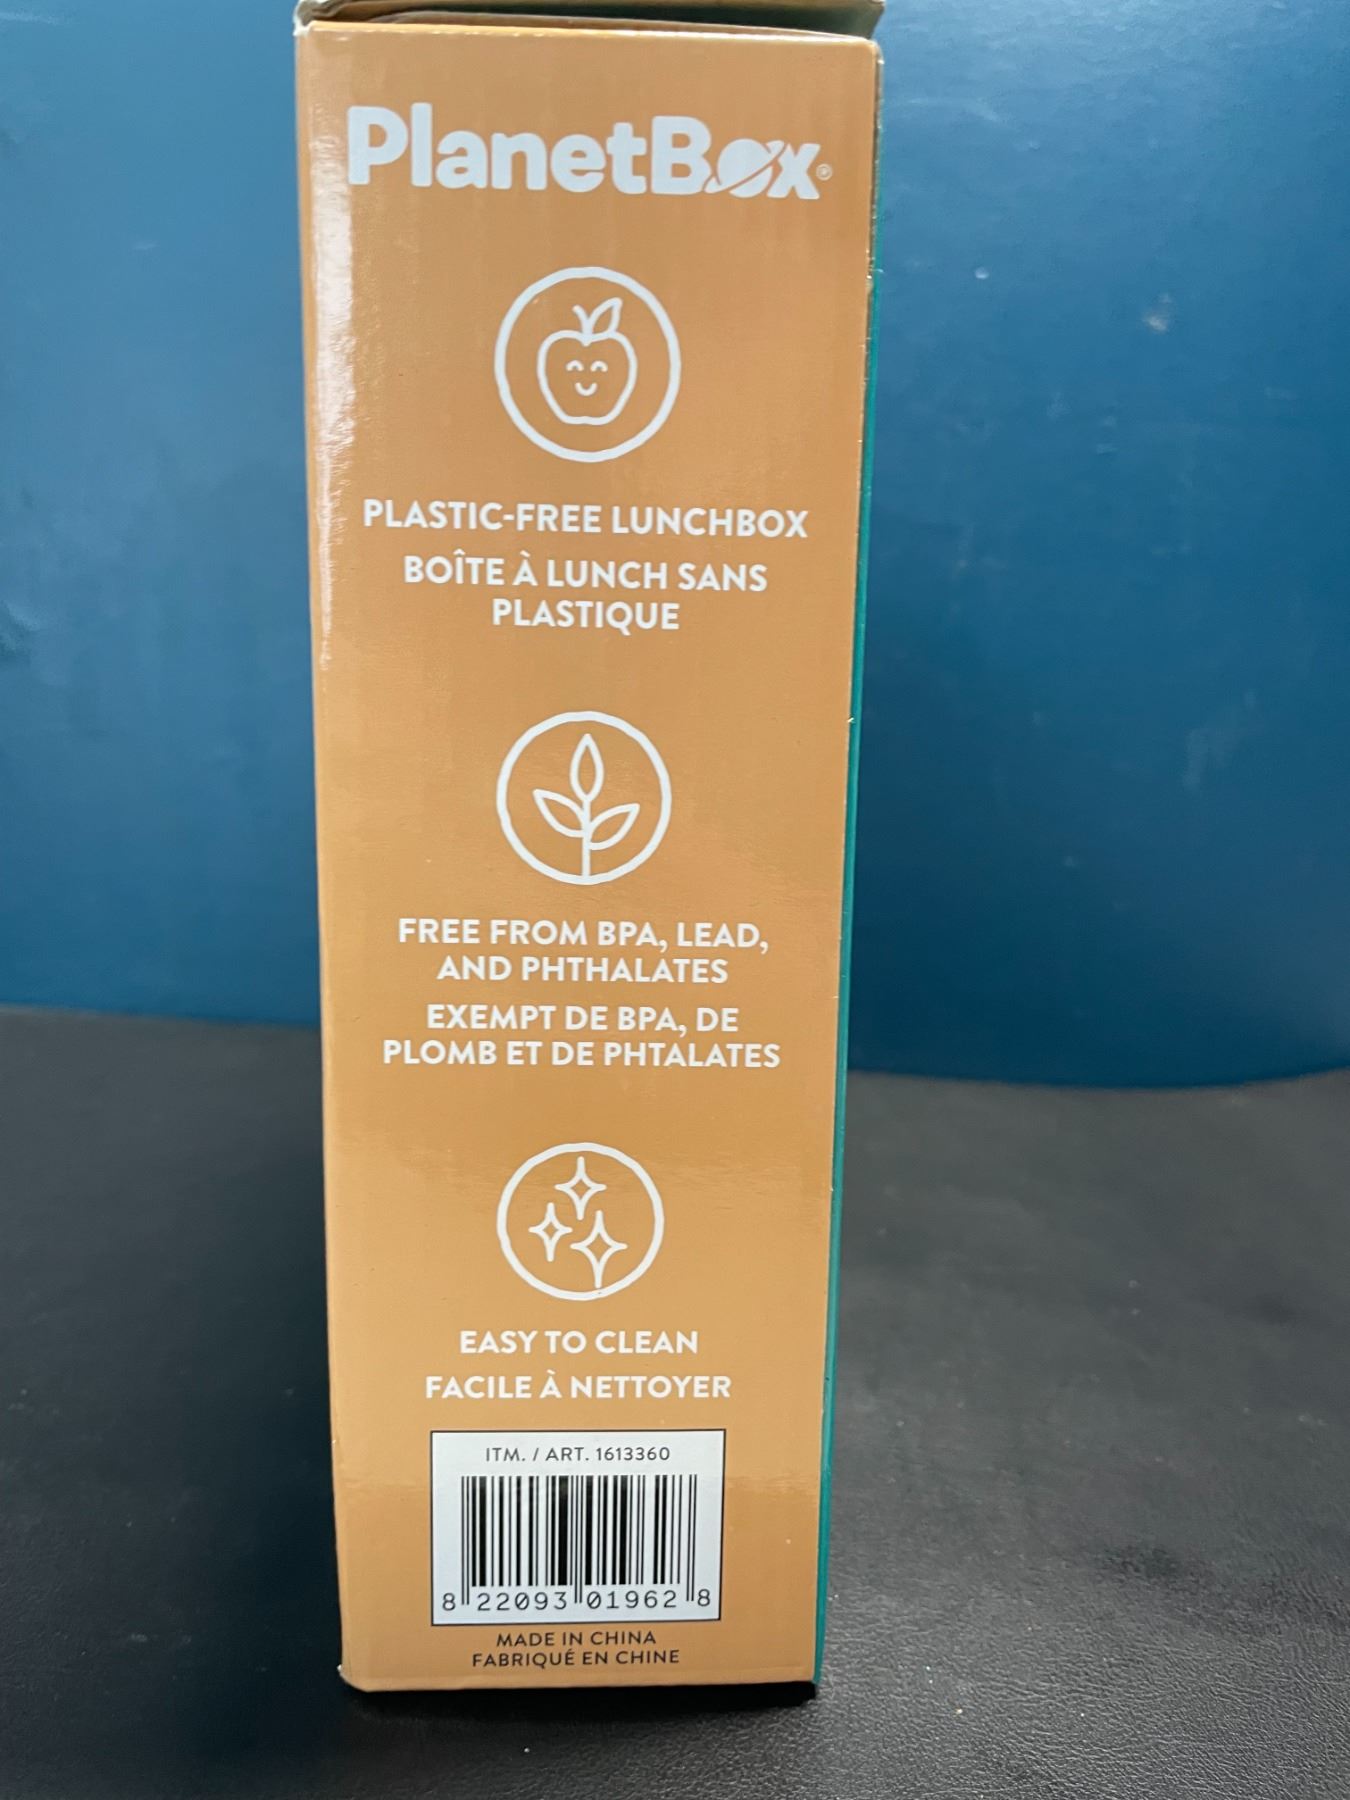 PlanetBox®
PLASTIC-FREE LUNCHBOX
BOÎTE À LUNCH SANS
PLASTIQUE
FREE FROM BPA, LEAD,
AND PHTHALATES
EXEMPT DE BPA, DE
PLOMB ET DE PHTALATES
EASY TO CLEAN
FACILE À NETTOYER
ITM. / ART. 1613360
8 22093 01962 8
MADE IN CHINA
FABRIQUÉ EN CHINE